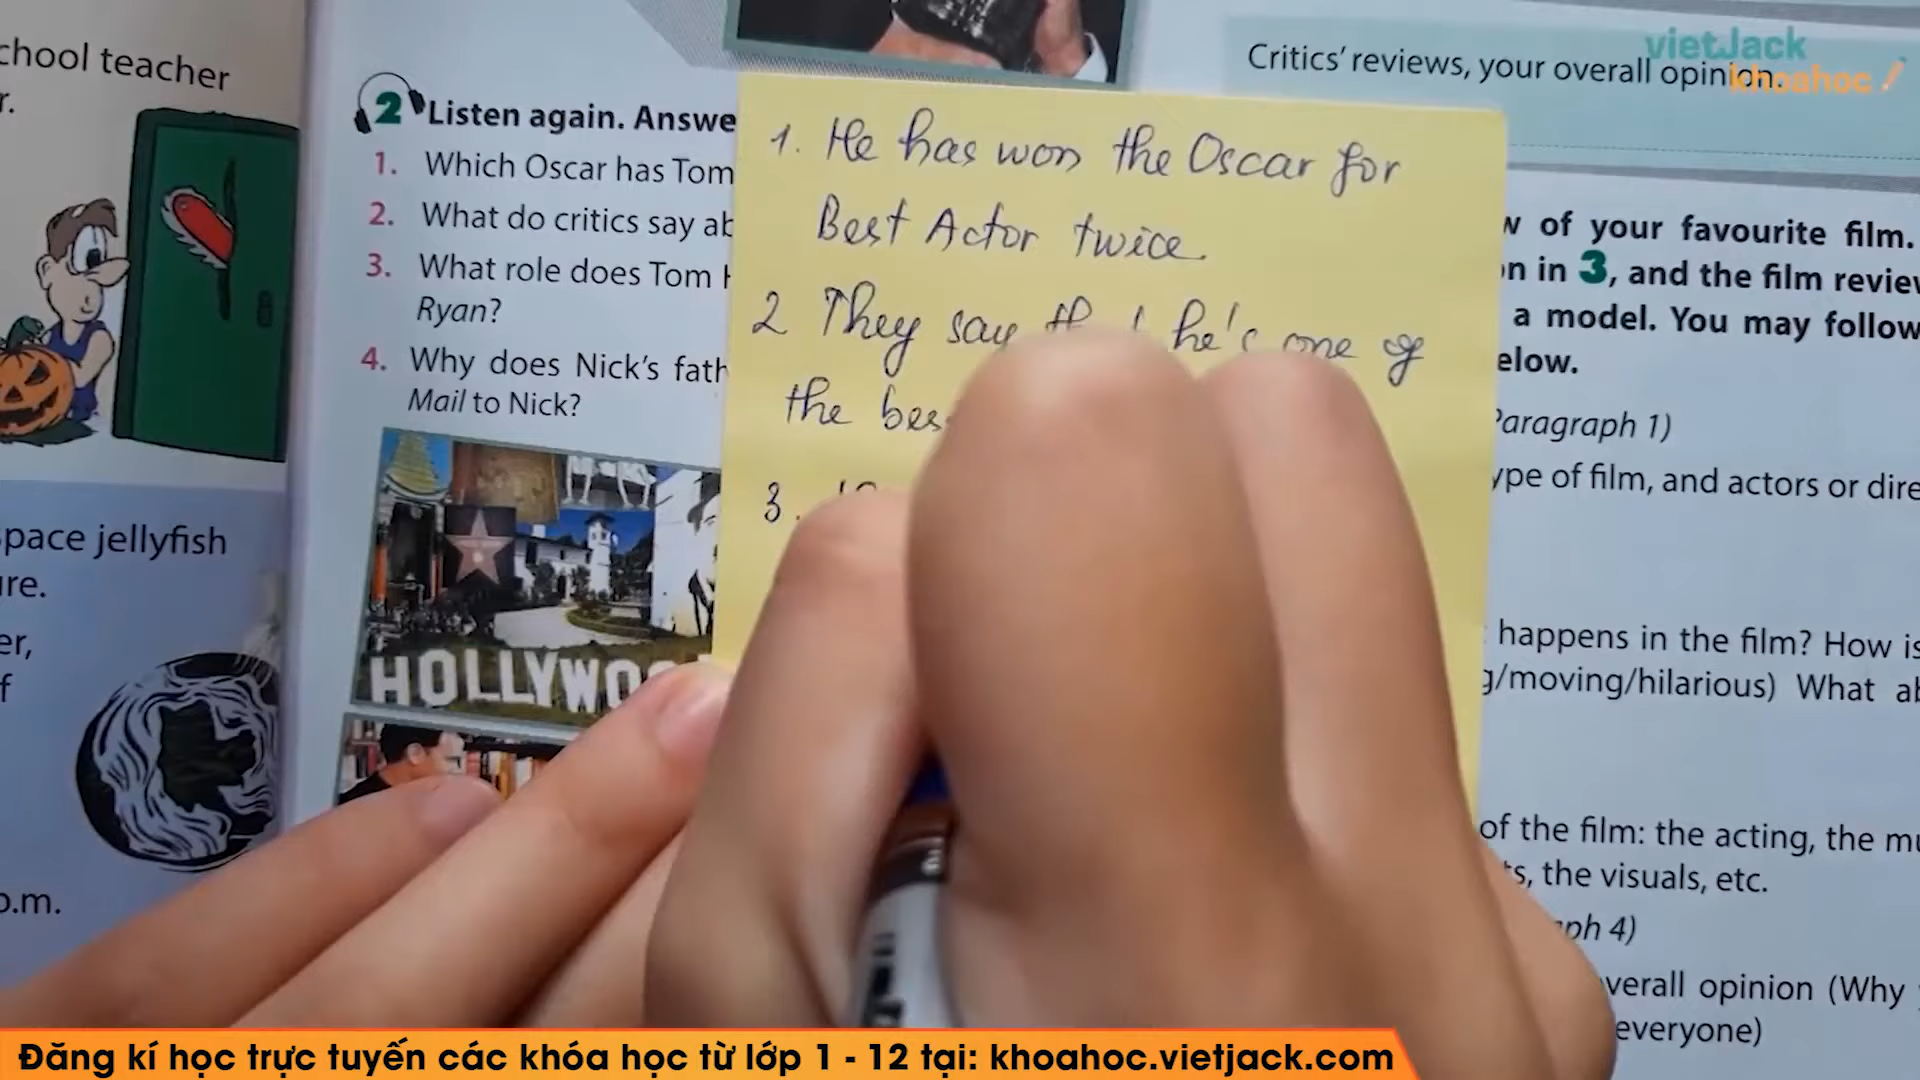 chool teacher
r.
space jellyfish
ure.
er,
f
p.m.
2 Listen again. Answe
1. Which Oscar has Tom
2. What do critics say ab
3. What role does Tom H
Ryan?
4. Why does Nick's fath
Mail to Nick?
HOLLYWO
1. He has won the Oscar for
Best Actor twice.
2 They say that he's one of
the bes
3.
Critics' reviews, your overall opinion.
vietJack
khoahoc
w of your favourite film.
on in 3, and the film review
a model. You may follow
elow.
Paragraph 1)
ype of film, and actors or dire
happens in the film? How is
g/moving/hilarious) What ab
of the film: the acting, the mu
ts, the visuals, etc.
ph 4)
verall opinion (Why
everyone)
Đăng kí học trực tuyến các khóa học từ lớp 1 - 12 tại: khoahoc.vietjack.com